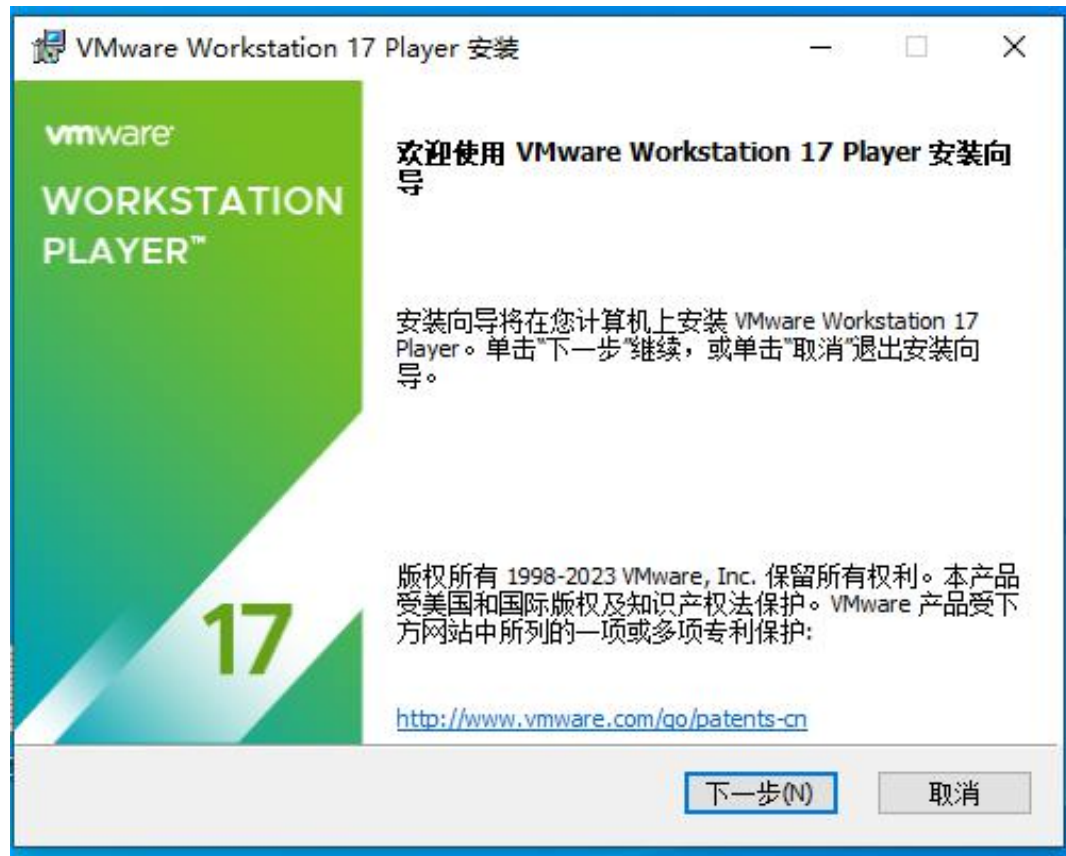 VMware Workstation 17 Player 安装
vmware
WORKSTATION
PLAYER™
17
欢迎使用 VMware Workstation 17 Player 安装向
导
安装向导将在您计算机上安装 VMware Workstation 17
Player。单击"下一步"继续，或单击"取消"退出安装向
导。
版权所有 1998-2023 VMware, Inc. 保留所有权利。本产品
受美国和国际版权及知识产权法保护。VMware 产品受下
方网站中所列的一项或多项专利保护:
http://www.vmware.com/go/patents-cn
下一步(N)
取消